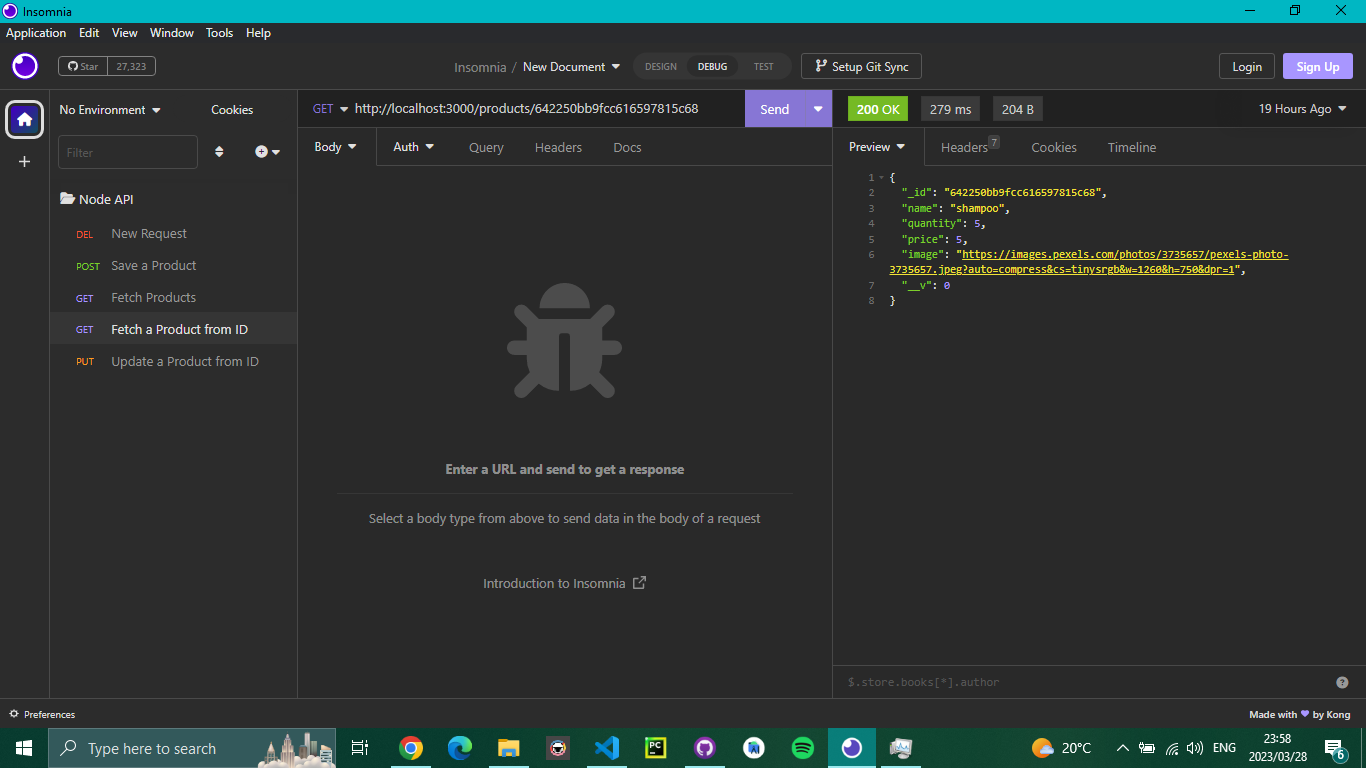 Insomnia
Application Edit View Window Tools Help
Star 27,323
Insomnia / New Document
DESIGN DEBUG TEST
Setup Git Sync
Login Sign Up
No Environment Cookies
GET http://localhost:3000/products/642250bb9fcc616597815c68 Send
200 OK 279 ms 204 B 19 Hours Ago
Filter
Body Auth Query Headers Docs
Preview Headers 7 Cookies Timeline
Node API
DEL New Request
POST Save a Product
GET Fetch Products
GET Fetch a Product from ID
PUT Update a Product from ID
Enter a URL and send to get a response
Select a body type from above to send data in the body of a request
Introduction to Insomnia
1 {
2 "_id": "642250bb9fcc616597815c68",
3 "name": "shampoo",
4 "quantity": 5,
5 "price": 5,
6 "image": "https://images.pexels.com/photos/3735657/pexels-photo-
3735657.jpeg?auto=compress&cs=tinysrgb&w=1260&h=750&dpr=1",
7 "__v": 0
8 }
$.store.books[*].author
Preferences
Made with 💜 by Kong
Type here to search
PC
20°C
ENG
23:58
2023/03/28
6